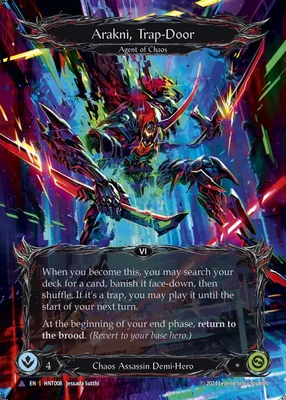 Arakni, Trap-Door
Agent of Chaos
VI
When you become this, you may search your
deck for a card, banish it face-down, then
shuffle. If it's a trap, you may play it until the
start of your next turn.
At the beginning of your end phase, return to
the brood. (Revert to your base hero.)
4
Chaos Assassin Demi-Hero
*
EN | HNT008 Jessada Sutthi
© 2024 Legend Story Studios